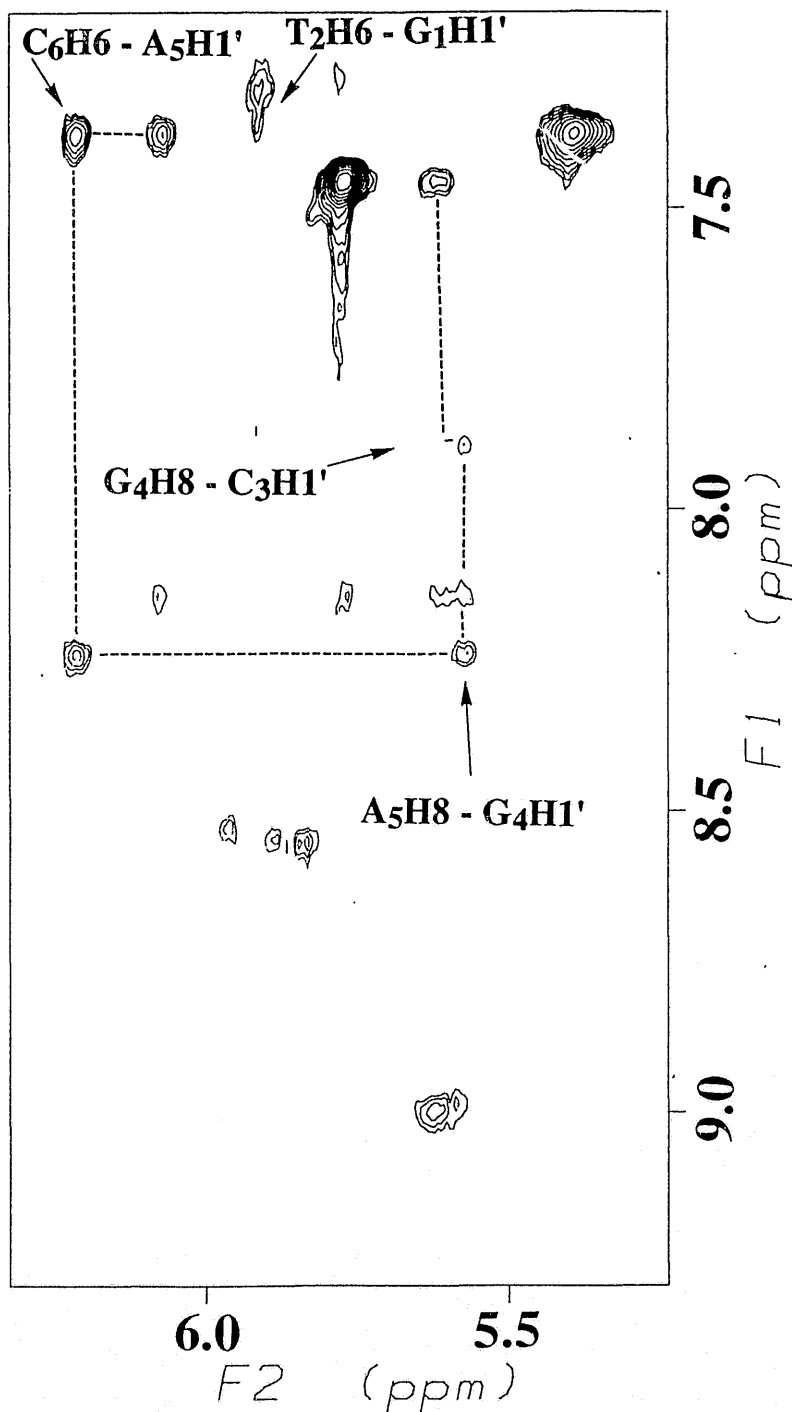 C₆H6 - A₅H1'
T₂H6 - G₁H1'
7.5
G₄H8 - C₃H1'
8.0
F1 (ppm)
A₅H8 - G₄H1'
8.5
9.0
6.0
5.5
F2 (ppm)